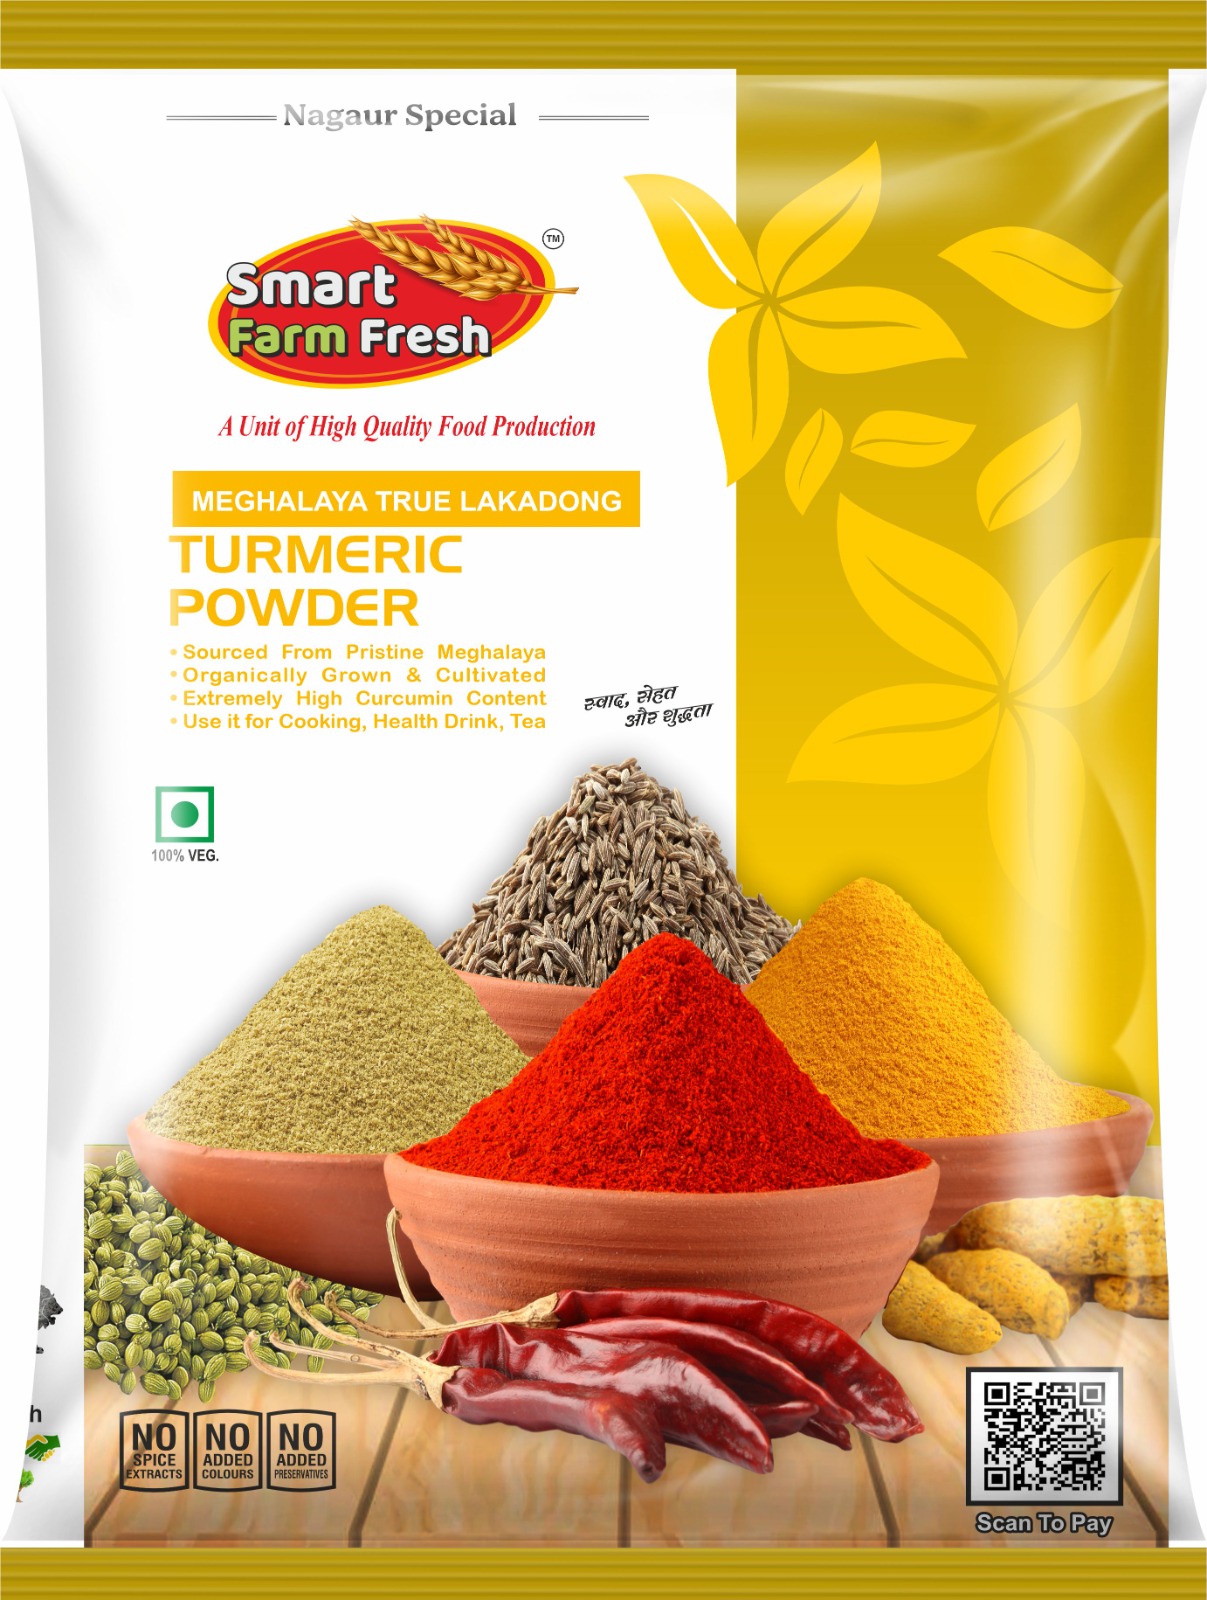 Nagaur Special
TM
Smart
Farm Fresh
A Unit of High Quality Food Production
MEGHALAYA TRUE LAKADONG
TURMERIC
POWDER
• Sourced From Pristine Meghalaya
• Organically Grown & Cultivated
• Extremely High Curcumin Content
• Use it for Cooking, Health Drink, Tea
स्वाद, सेहत
और शुद्धता
100% VEG.
h
NO
SPICE
EXTRACTS
NO
ADDED
COLOURS
NO
ADDED
PRESERVATIVES
Scan To Pay